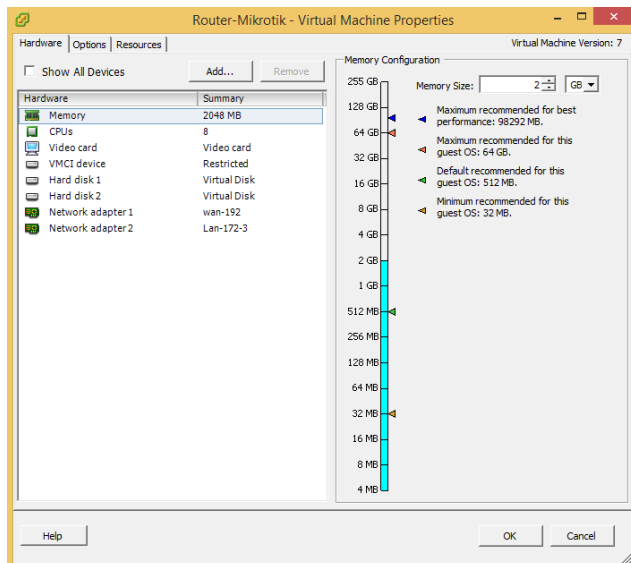 Router-Mikrotik - Virtual Machine Properties
Hardware Options Resources
Virtual Machine Version: 7
Show All Devices
Add...
Remove
Hardware Summary
Memory 2048 MB
CPUs 8
Video card Video card
VMCI device Restricted
Hard disk 1 Virtual Disk
Hard disk 2 Virtual Disk
Network adapter 1 wan-192
Network adapter 2 Lan-172-3
Memory Configuration
255 GB
128 GB
64 GB
32 GB
16 GB
8 GB
4 GB
2 GB
1 GB
512 MB
256 MB
128 MB
64 MB
32 MB
16 MB
8 MB
4 MB
Memory Size: 2 GB
Maximum recommended for best
performance: 98292 MB.
Maximum recommended for this
guest OS: 64 GB.
Default recommended for this
guest OS: 512 MB.
Minimum recommended for this
guest OS: 32 MB.
Help
OK
Cancel